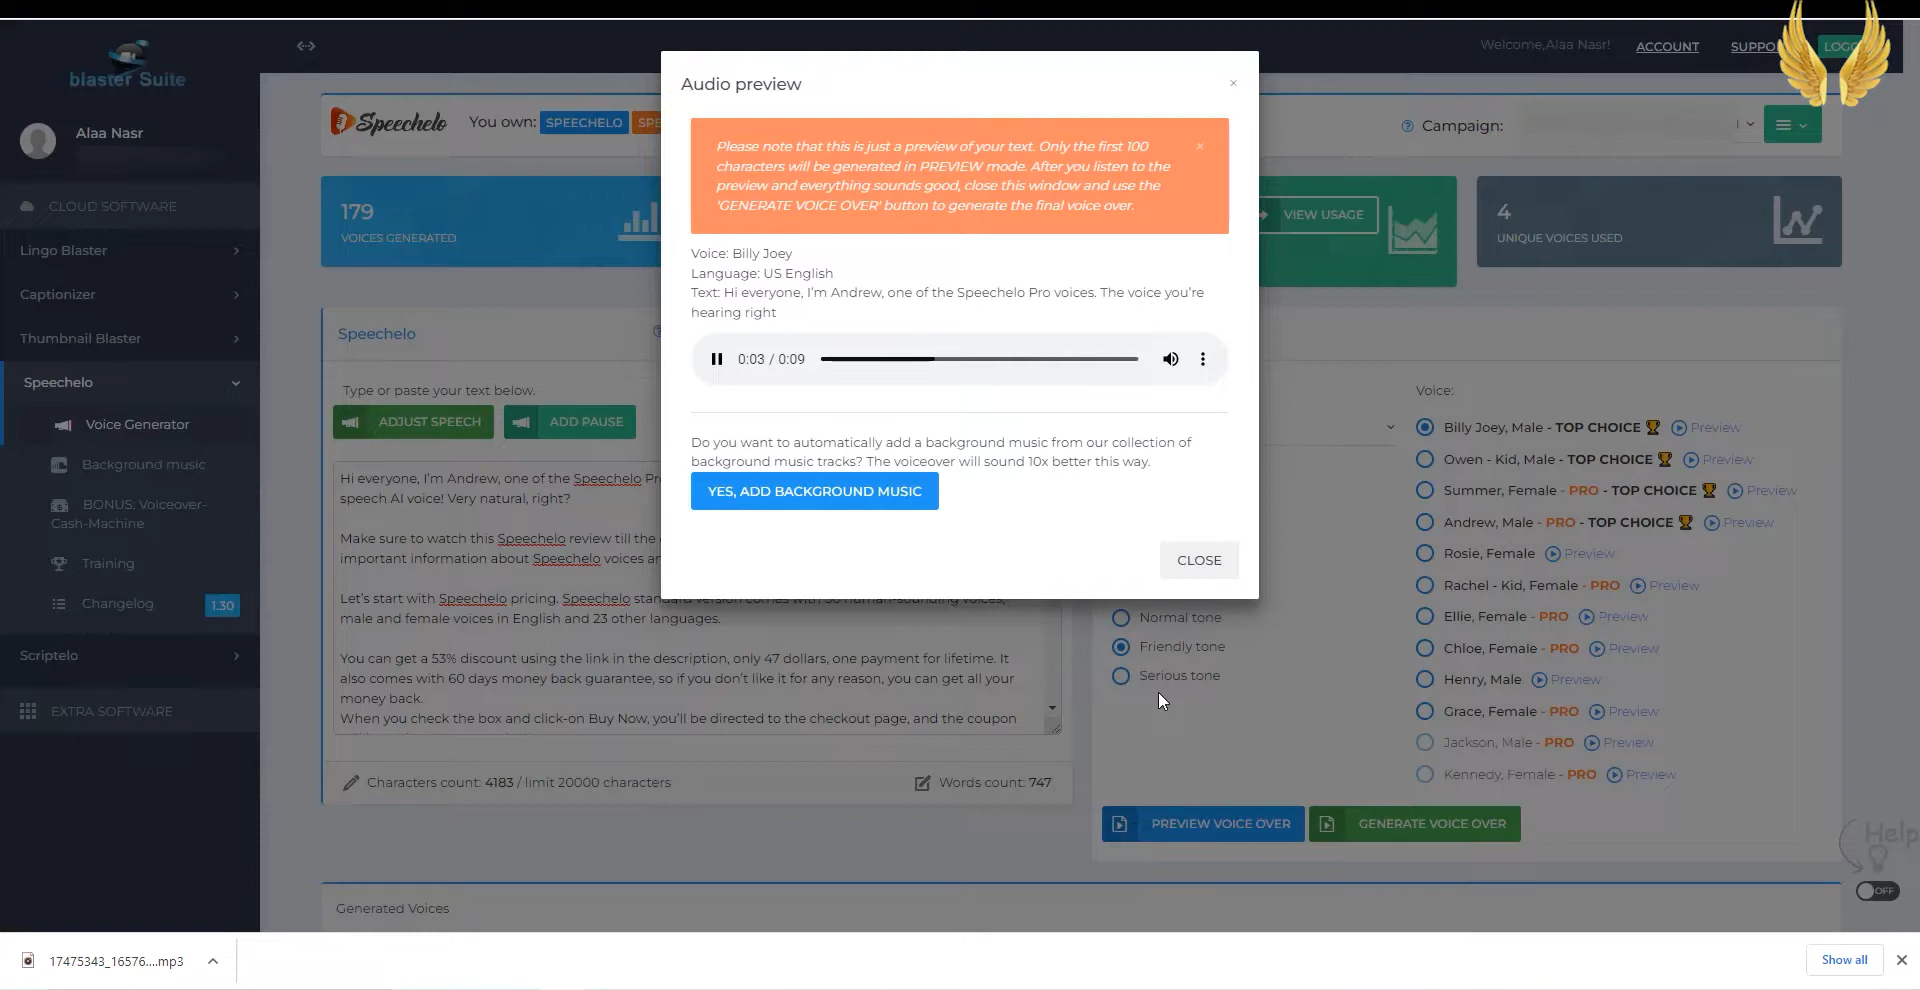 blaster Suite
Welcome,Alaa Nasr!
ACCOUNT
Audio preview
×
Alaa Nasr
Speechelo
You own:
SPEECHELO
Campaign:
Please note that this is just a preview of your text. Only the first 100
characters will be generated in PREVIEW mode. After you listen to the
preview and everything sounds good, close this window and use the
'GENERATE VOICE OVER' button to generate the final voice over.
×
CLOUD SOFTWARE
179
VOICES GENERATED
VIEW USAGE
4
UNIQUE VOICES USED
Lingo Blaster
Captionizer
Thumbnail Blaster
Speechelo
Voice Generator
Background music
BONUS: Voiceover-
Cash-Machine
Training
Changelog
1.30
Scriptelo
EXTRA SOFTWARE
Voice: Billy Joey
Language: US English
Text: Hi everyone, I'm Andrew, one of the Speechelo Pro voices. The voice you're
hearing right
0:03 / 0:09
Do you want to automatically add a background music from our collection of
background music tracks? The voiceover will sound 10x better this way.
YES, ADD BACKGROUND MUSIC
CLOSE
Speechelo
Type or paste your text below.
ADJUST SPEECH
ADD PAUSE
Hi everyone, I'm Andrew, one of the Speechelo
speech AI voice! Very natural, right?
Make sure to watch this Speechelo review till the
important information about Speechelo voices
Let's start with Speechelo pricing. Speechelo
male and female voices in English and 23 other languages.
You can get a 53% discount using the link in the description, only 47 dollars, one payment for lifetime. It
also comes with 60 days money back guarantee, so if you don't like it for any reason, you can get all your
money back.
When you check the box and click-on Buy Now, you'll be directed to the checkout page, and the coupon
Characters count: 4183 / limit 20000 characters
Words count: 747
Normal tone
Friendly tone
Serious tone
Voice:
Billy Joey, Male - TOP CHOICE Preview
Owen - Kid, Male - TOP CHOICE Preview
Summer, Female - PRO - TOP CHOICE Preview
Andrew, Male - PRO - TOP CHOICE Preview
Rosie, Female Preview
Rachel - Kid, Female - PRO Preview
Ellie, Female - PRO Preview
Chloe, Female - PRO Preview
Henry, Male Preview
Grace, Female - PRO Preview
Jackson, Male - PRO Preview
Kennedy, Female - PRO Preview
PREVIEW VOICE OVER
GENERATE VOICE OVER
Help
OFF
Generated Voices
17475343_16576....mp3
Show all